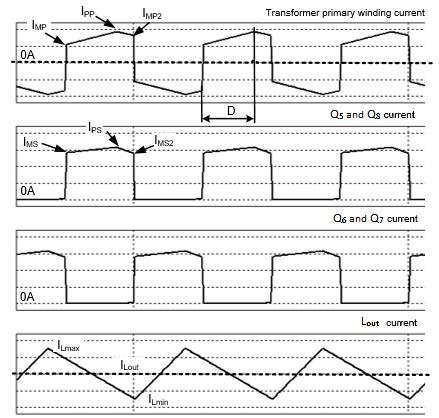 Transformer primary winding current
IPP
IMP
IMP2
0A
D
Q5 and Q8 current
IPS
IMS
IMS2
0A
Q6 and Q7 current
0A
Lout current
ILmax
ILout
ILmin